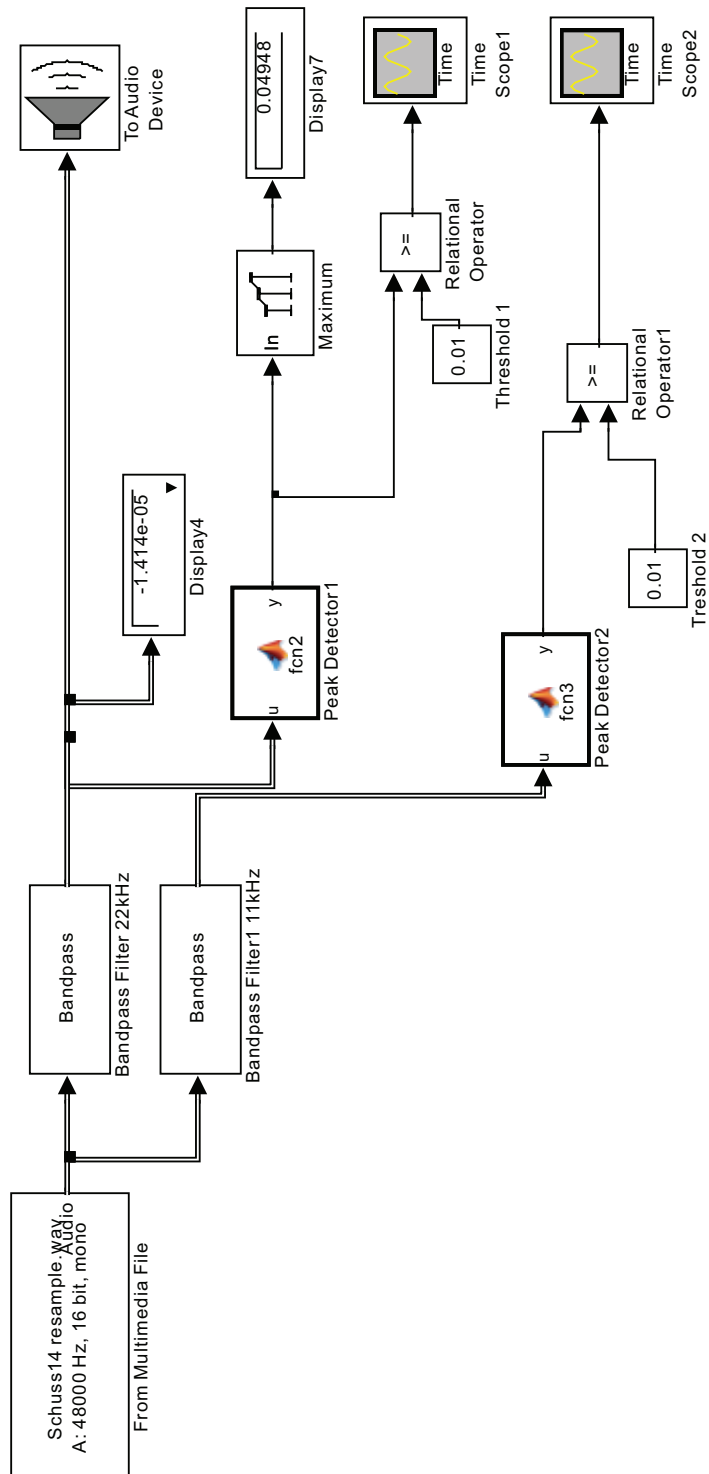 Schuss14 resample.wav
Audio
A: 48000 Hz, 16 bit, mono
From Multimedia File
Bandpass
Bandpass Filter 22kHz
Bandpass
Bandpass Filter1 11kHz
To Audio
Device
-1.414e-05
Display4
u
fcn2
y
Peak Detector1
In
Maximum
0.04948
Display7
0.01
Threshold 1
>=
Relational
Operator
Time
Time
Scope1
u
fcn3
y
Peak Detector2
0.01
Treshold 2
>=
Relational
Operator1
Time
Time
Scope2